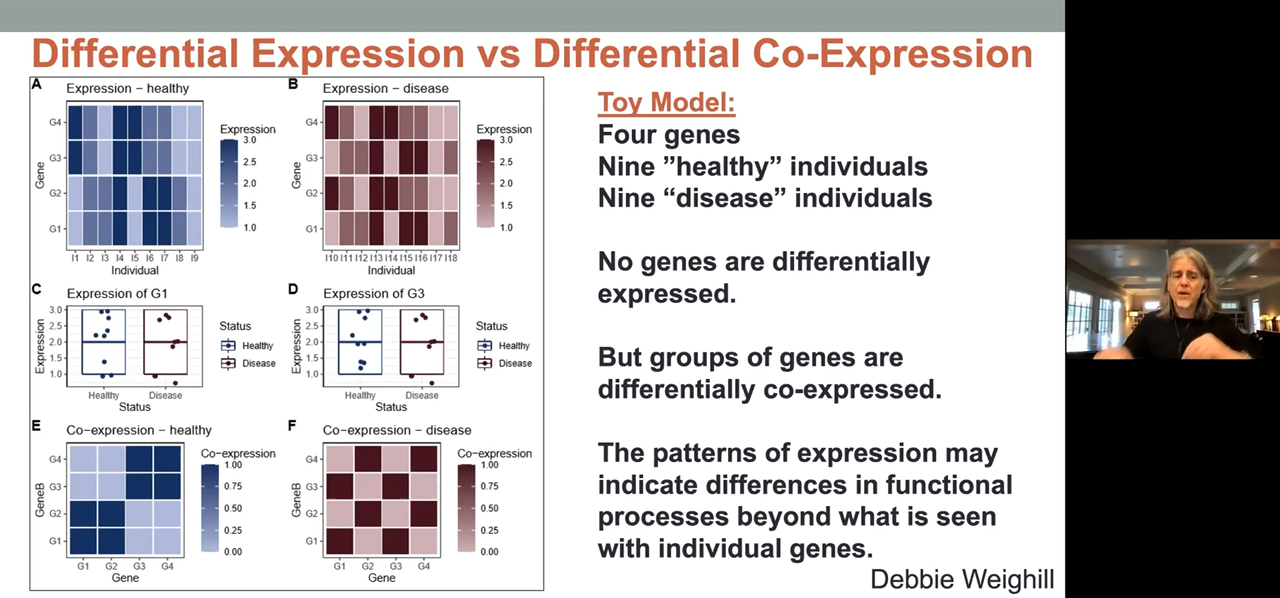 Differential Expression vs Differential Co-Expression
A
Expression − healthy
G4
G3
G2
G1
Gene
I1 I2 I3 I4 I5 I6 I7 I8 I9
Individual
Expression
3.0
2.5
2.0
1.5
1.0
B
Expression − disease
G4
G3
G2
G1
Gene
I10 I11 I12 I13 I14 I15 I16 I17 I18
Individual
Expression
3.0
2.5
2.0
1.5
1.0
C
Expression of G1
3.0
2.5
2.0
1.5
1.0
Expression
Healthy Disease
Status
Status
Healthy
Disease
D
Expression of G3
3.0
2.5
2.0
1.5
1.0
Expression
Healthy Disease
Status
Status
Healthy
Disease
E
Co−expression − healthy
G4
G3
G2
G1
GeneB
G1 G2 G3 G4
Gene
Co−expression
1.00
0.75
0.50
0.25
0.00
F
Co−expression − disease
G4
G3
G2
G1
GeneB
G1 G2 G3 G4
Gene
Co−expression
1.00
0.75
0.50
0.25
0.00
Toy Model:
Four genes
Nine ”healthy” individuals
Nine “disease” individuals
No genes are differentially
expressed.
But groups of genes are
differentially co-expressed.
The patterns of expression may
indicate differences in functional
processes beyond what is seen
with individual genes.
Debbie Weighill